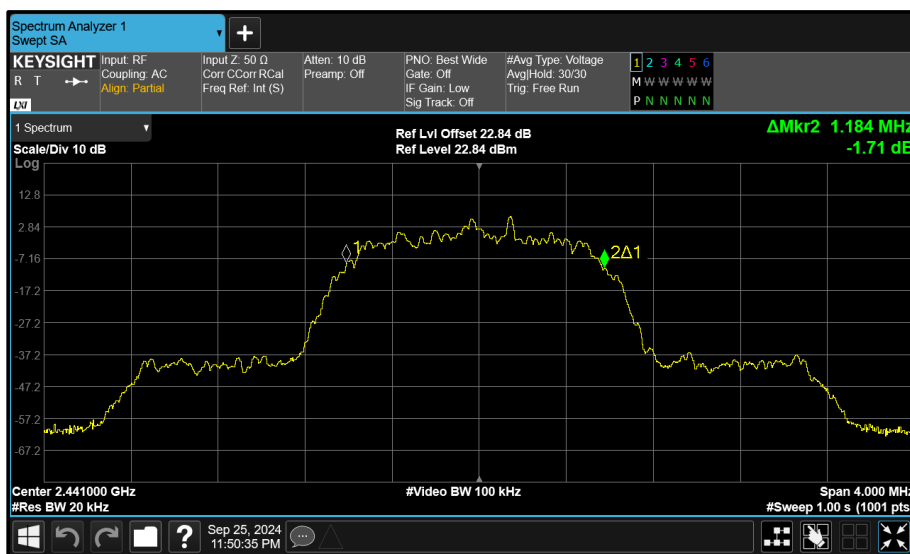 Spectrum Analyzer 1
Swept SA
+
KEYSIGHT
R T
LXI
Input: RF
Coupling: AC
Align: Partial
Input Z: 50 Ω
Corr CCorr RCal
Freq Ref: Int (S)
Atten: 10 dB
Preamp: Off
PNO: Best Wide
Gate: Off
IF Gain: Low
Sig Track: Off
#Avg Type: Voltage
Avg|Hold: 30/30
Trig: Free Run
1 2 3 4 5 6
M W W W W W
P N N N N N
1 Spectrum
Scale/Div 10 dB
Log
Ref Lvl Offset 22.84 dB
Ref Level 22.84 dBm
ΔMkr2 1.184 MHz
-1.71 dB
12.8
2.84
-7.16
-17.2
-27.2
-37.2
-47.2
-57.2
-67.2
1
2Δ1
Center 2.441000 GHz
#Res BW 20 kHz
#Video BW 100 kHz
Span 4.000 MHz
#Sweep 1.00 s (1001 pts
?
Sep 25, 2024
11:50:35 PM